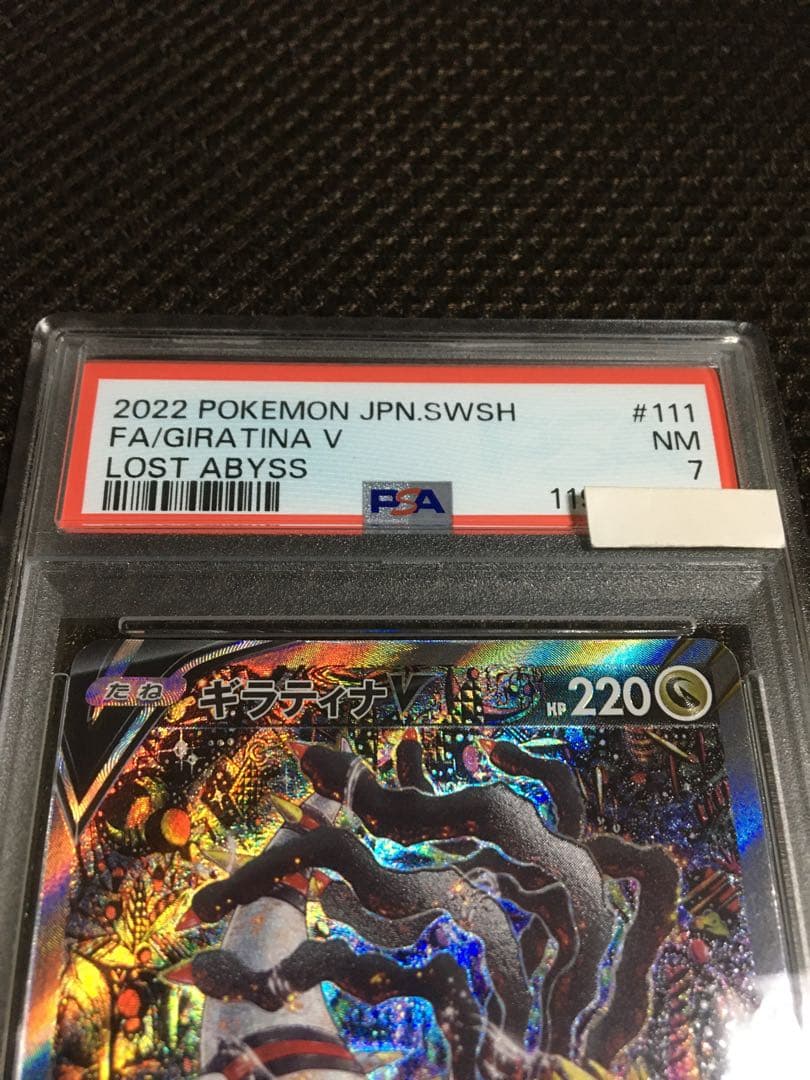 2022 POKEMON JPN.SWSH #111
FA/GIRATINA V NM
LOST ABYSS 7
PSA
たね ギラティナV HP 220